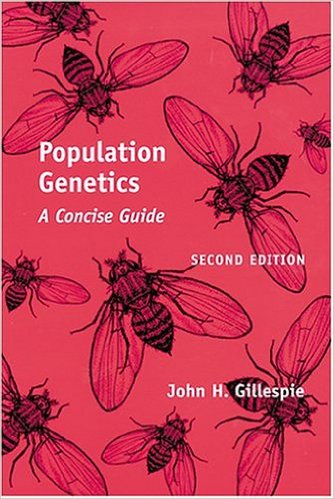 Population
Genetics
A Concise Guide
SECOND EDITION
John H. Gillespie